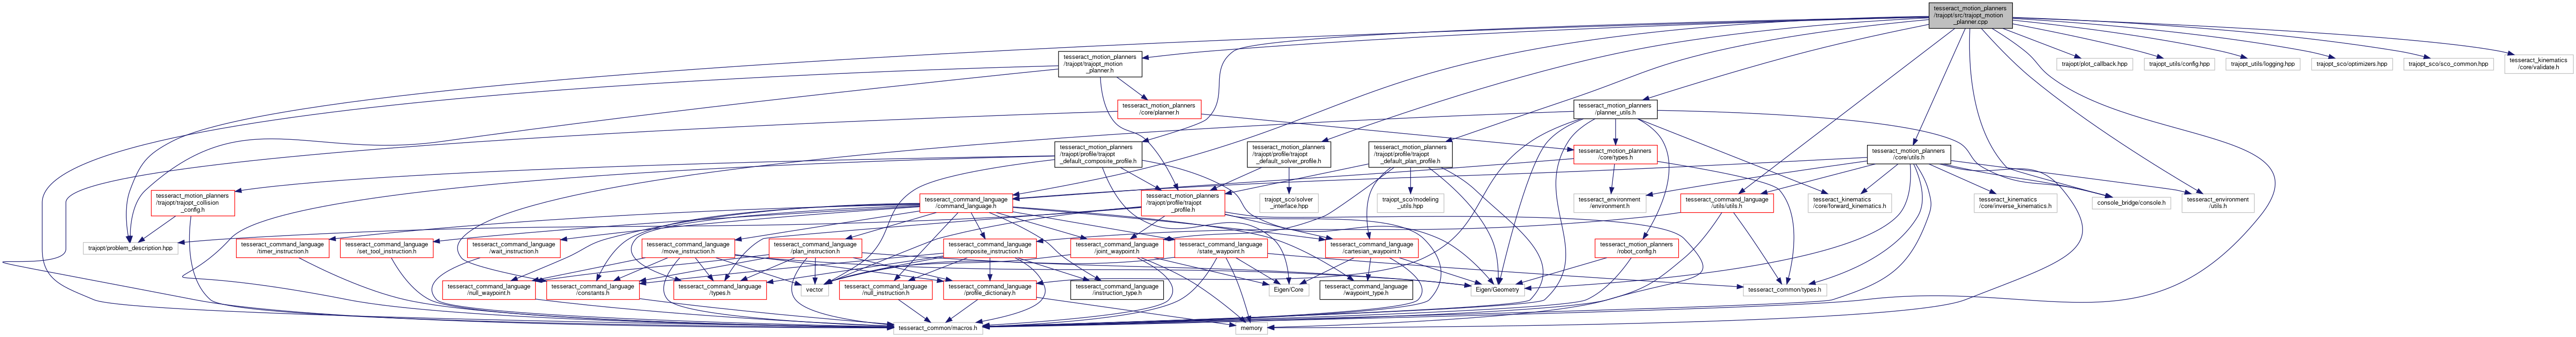 tesseract_motion_planners
/trajopt/src/trajopt_motion
_planner.cpp
tesseract_motion_planners
/trajopt/trajopt_motion
_planner.h
trajopt/plot_callback.hpp
trajopt_utils/config.hpp
trajopt_utils/logging.hpp
trajopt_sco/optimizers.hpp
trajopt_sco/sco_common.hpp
tesseract_kinematics
/core/validate.h
tesseract_motion_planners
/core/planner.h
tesseract_motion_planners
/planner_utils.h
tesseract_motion_planners
/trajopt/profile/trajopt
_default_composite_profile.h
tesseract_motion_planners
/trajopt/profile/trajopt
_default_solver_profile.h
tesseract_motion_planners
/trajopt/profile/trajopt
_default_plan_profile.h
tesseract_motion_planners
/core/types.h
tesseract_motion_planners
/core/utils.h
tesseract_motion_planners
/trajopt/trajopt_collision
_config.h
tesseract_command_language
/command_language.h
tesseract_motion_planners
/trajopt/profile/trajopt
_profile.h
trajopt_sco/solver
_interface.hpp
trajopt_sco/modeling
_utils.hpp
tesseract_environment
/environment.h
tesseract_command_language
/utils/utils.h
tesseract_kinematics
/core/forward_kinematics.h
tesseract_kinematics
/core/inverse_kinematics.h
console_bridge/console.h
tesseract_environment
/utils.h
trajopt/problem_description.hpp
tesseract_command_language
/timer_instruction.h
tesseract_command_language
/set_tool_instruction.h
tesseract_command_language
/wait_instruction.h
tesseract_command_language
/move_instruction.h
tesseract_command_language
/plan_instruction.h
tesseract_command_language
/composite_instruction.h
tesseract_command_language
/joint_waypoint.h
tesseract_command_language
/state_waypoint.h
tesseract_command_language
/cartesian_waypoint.h
tesseract_motion_planners
/robot_config.h
tesseract_command_language
/null_waypoint.h
tesseract_command_language
/constants.h
tesseract_command_language
/types.h
vector
tesseract_command_language
/null_instruction.h
tesseract_command_language
/profile_dictionary.h
tesseract_command_language
/instruction_type.h
Eigen/Core
tesseract_command_language
/waypoint_type.h
Eigen/Geometry
tesseract_common/types.h
tesseract_common/macros.h
memory